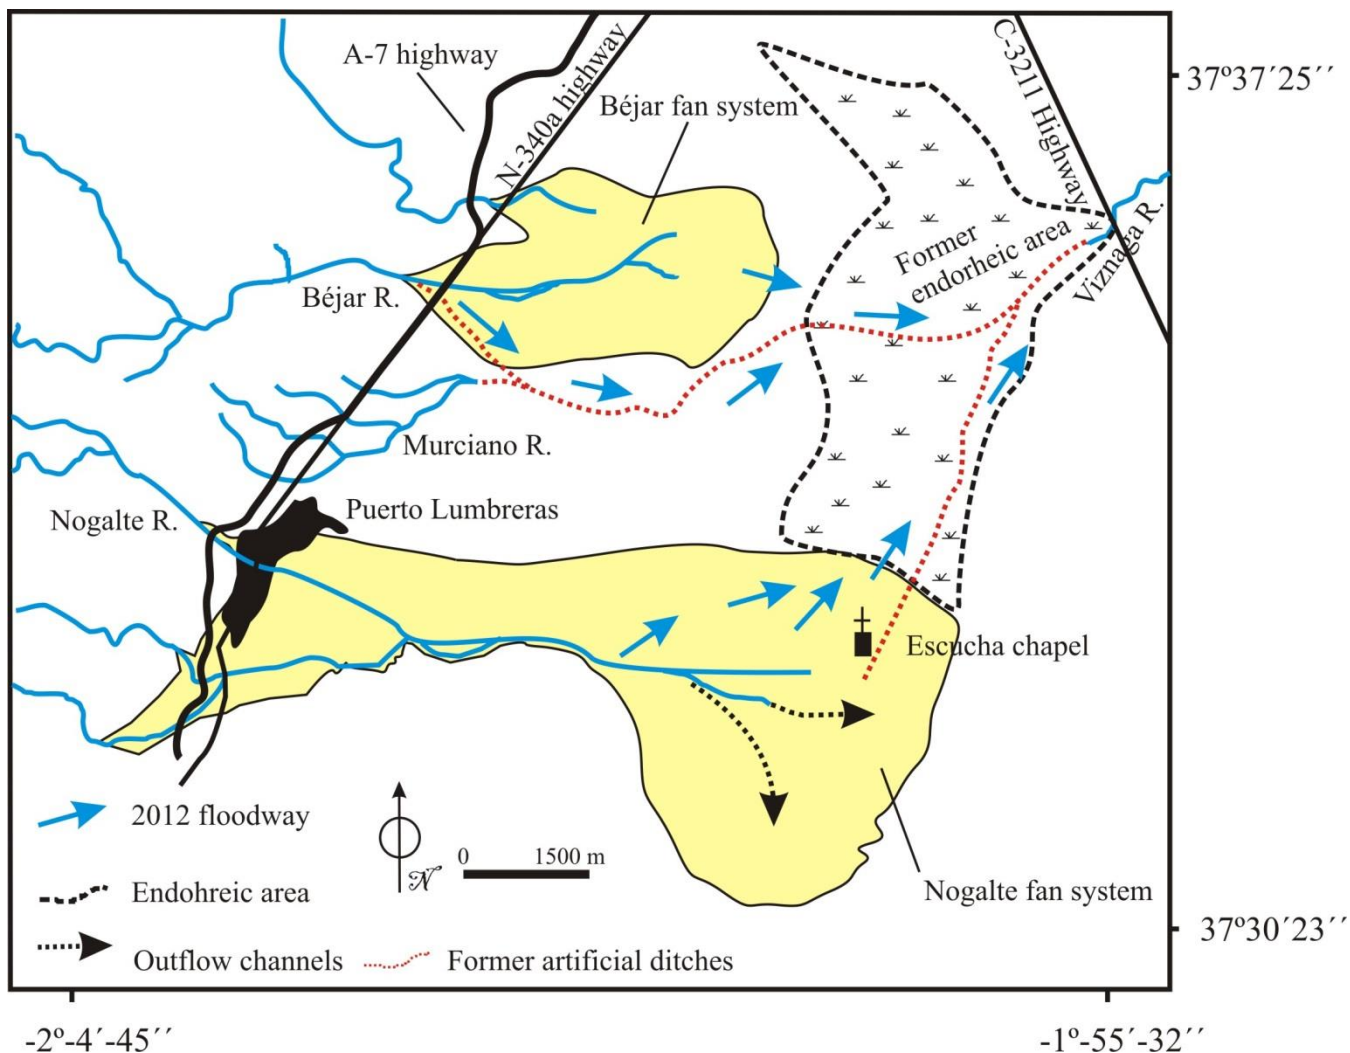 A-7 highway
N-340a highway
C-3211 Highway
37º37´25´´
Béjar fan system
Former
endorheic area
Viznaga R.
Béjar R.
Murciano R.
Nogalte R.
Puerto Lumbreras
Escucha chapel
2012 floodway
N
0 1500 m
Endohreic area
Nogalte fan system
Outflow channels
Former artificial ditches
37º30´23´´
-2º-4´-45´´
-1º-55´-32´´